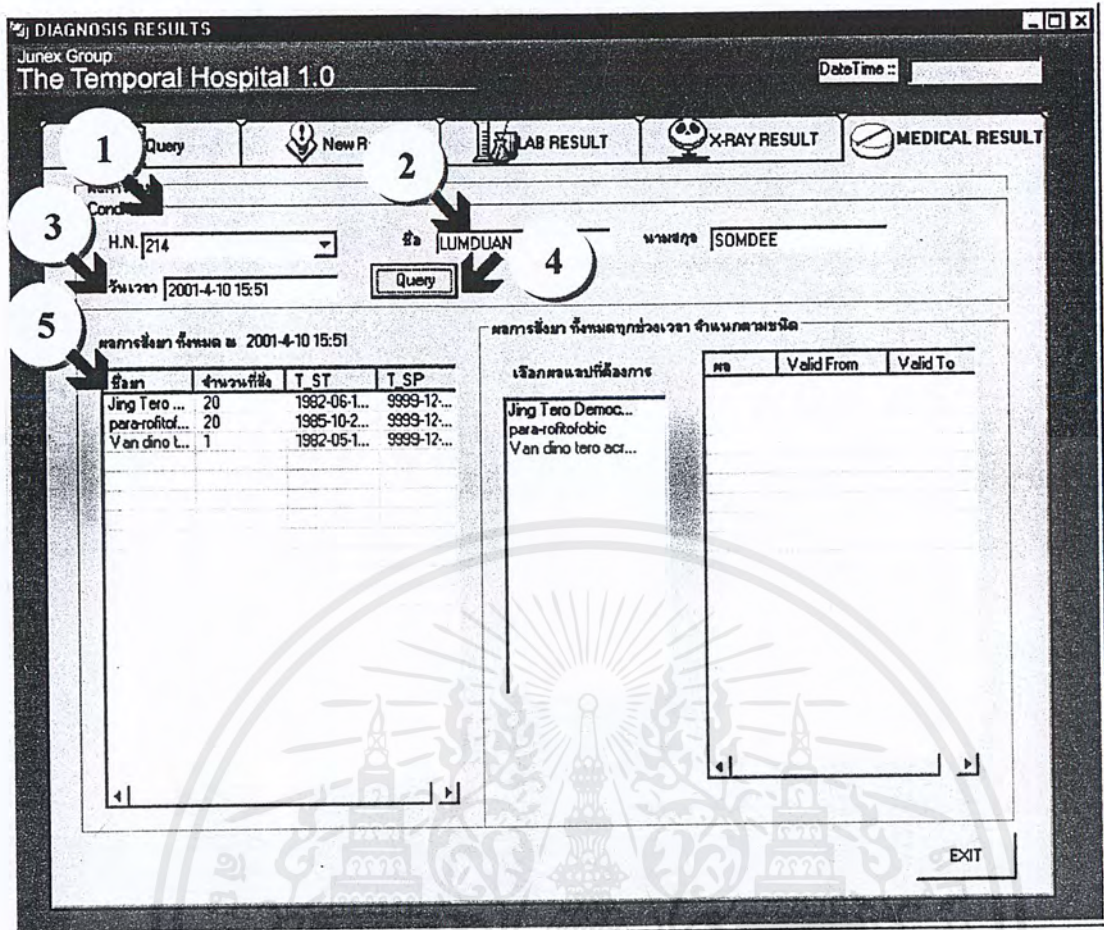 DIAGNOSIS RESULTS
Junex Group
The Temporal Hospital 1.0
DateTime ::
1
Query
New R
2
LAB RESULT
X-RAY RESULT
MEDICAL RESULT
3
Condi
H.N. 214
ชื่อ LUMDUAN
นามสกุล SOMDEE
4
วันเวลา 2001-4-10 15:51
Query
5
ผลการสั่งยา ทั้งหมด ณ 2001-4-10 15:51
ชื่อยา จำนวนที่สั่ง T_ST T_SP
Jing Tero ... 20 1982-06-1... 9999-12-...
para-rofitof... 20 1985-10-2... 9999-12-...
Van dino t... 1 1982-05-1... 9999-12-...
ผลการสั่งยา ทั้งหมดทุกช่วงเวลา จำแนกตามชนิด
เลือกผลแลปที่ต้องการ
Jing Tero Democ...
para-rofitofobic
Van dino tero acr...
ผล Valid From Valid To
EXIT